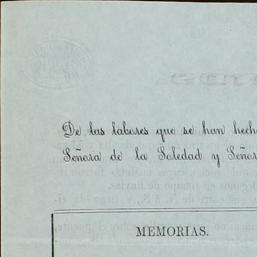 De las labores que se han hech
Señora de la Soledad y Señor
MEMORIAS.